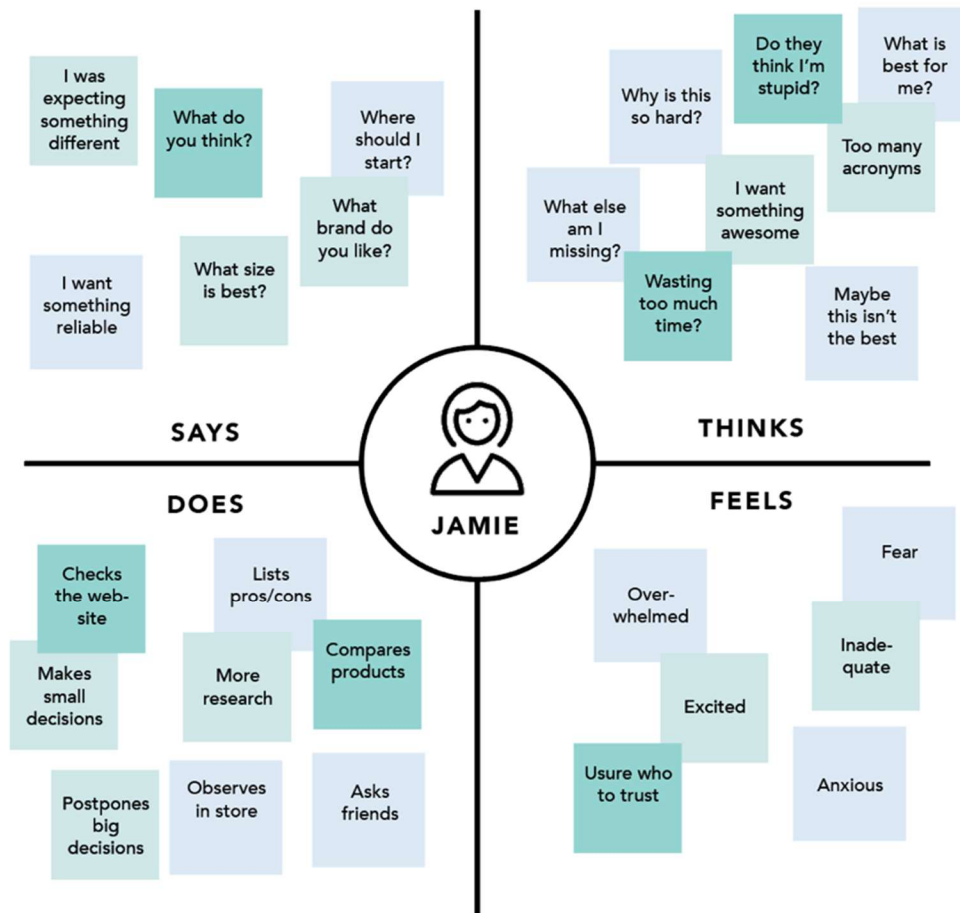 I was
expecting
something
different
What do
you think?
Where
should I
start?
What
brand do
you like?
What size
is best?
I want
something
reliable
SAYS
Do they
think I'm
stupid?
What is
best for
me?
Why is this
so hard?
Too many
acronyms
I want
something
awesome
What else
am I
missing?
Wasting
too much
time?
Maybe
this isn't
the best
THINKS
JAMIE
DOES
Checks
the web-
site
Lists
pros/cons
Compares
products
Makes
small
decisions
More
research
Postpones
big
decisions
Observes
in store
Asks
friends
FEELS
Fear
Over-
whelmed
Inade-
quate
Excited
Usure who
to trust
Anxious